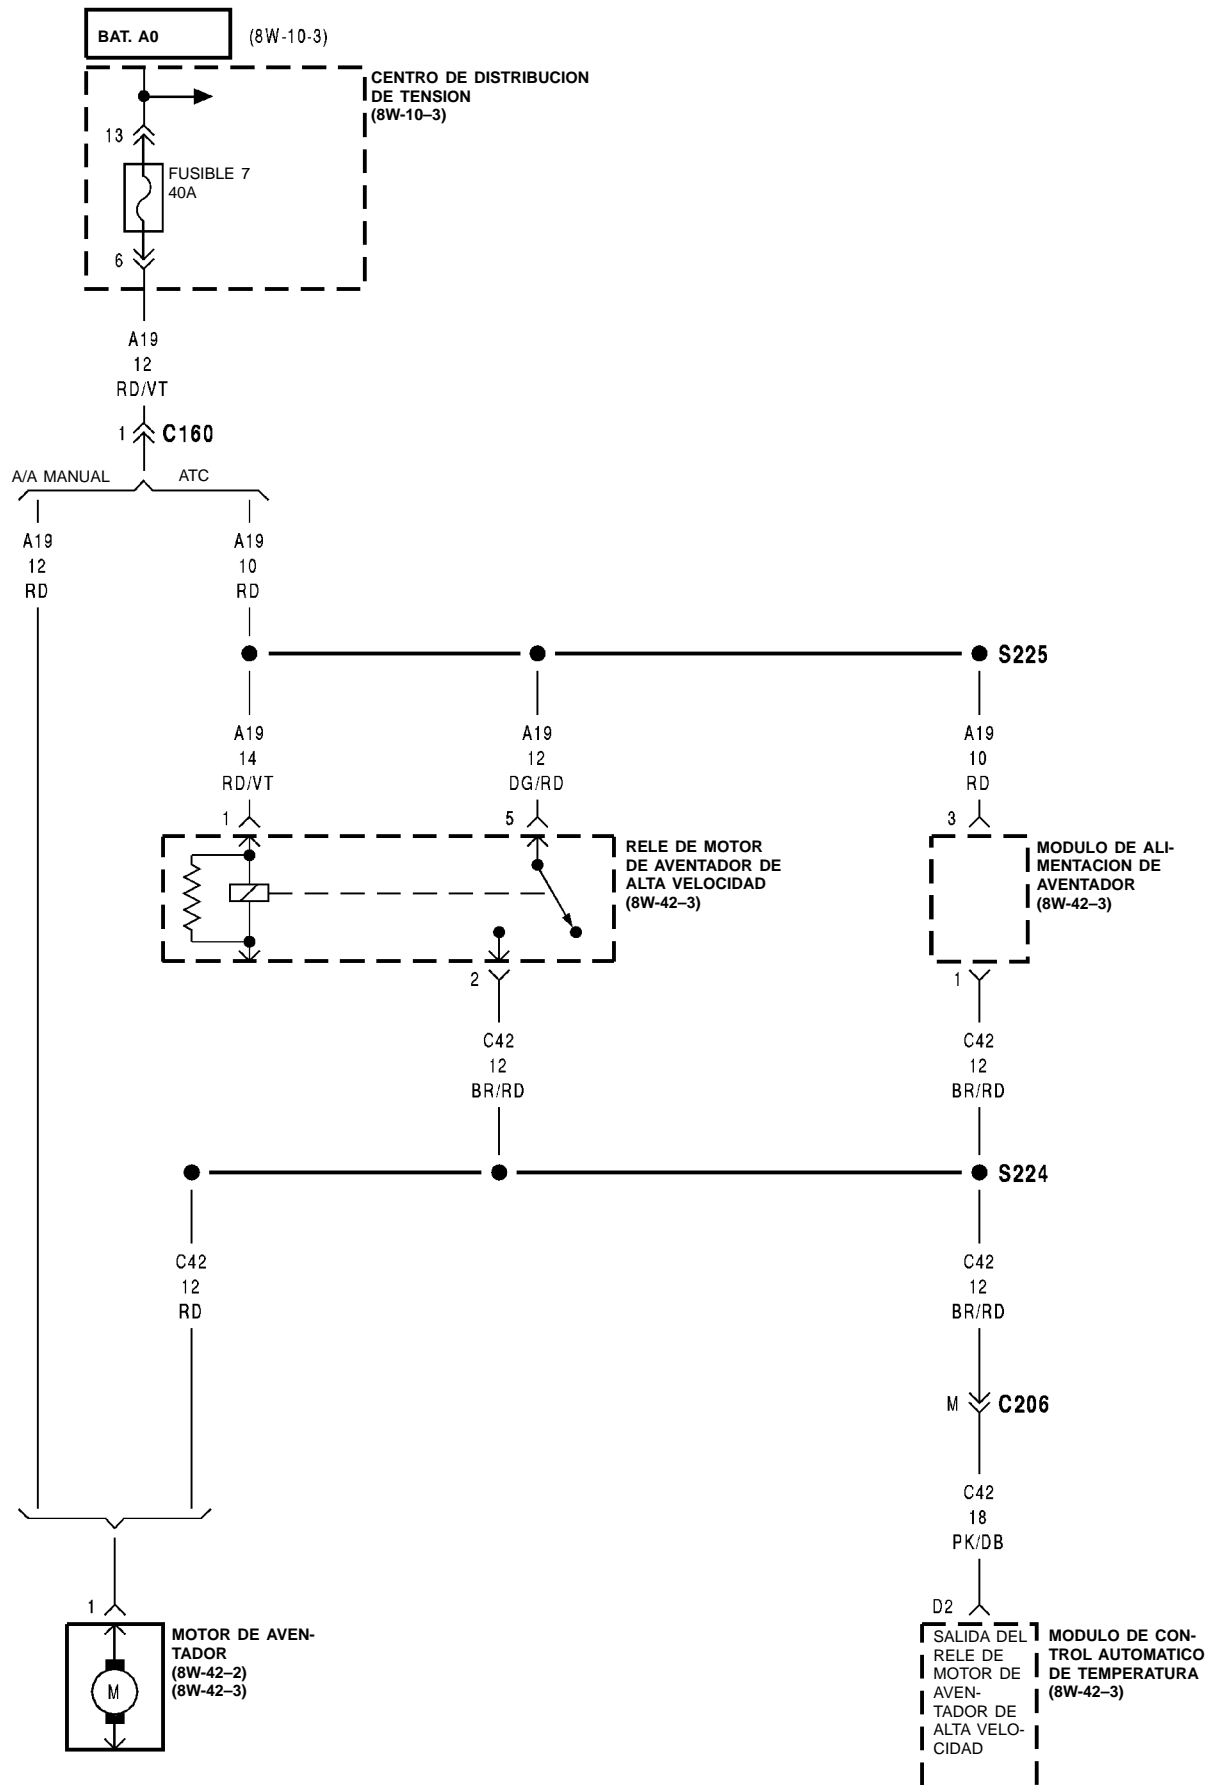 BAT. A0
(8W-10-3)
CENTRO DE DISTRIBUCION
DE TENSION
(8W-10–3)
13
FUSIBLE 7
40A
6
A19
12
RD/VT
1
C160
A/A MANUAL
ATC
A19
12
RD
A19
10
RD
S225
A19
14
RD/VT
A19
12
DG/RD
A19
10
RD
1
5
3
RELE DE MOTOR
DE AVENTADOR DE
ALTA VELOCIDAD
(8W-42–3)
MODULO DE ALI-
MENTACION DE
AVENTADOR
(8W-42–3)
2
1
C42
12
BR/RD
C42
12
BR/RD
S224
C42
12
RD
C42
12
BR/RD
M
C206
C42
18
PK/DB
1
D2
MOTOR DE AVEN-
TADOR
(8W-42–2)
(8W-42–3)
M
SALIDA DEL
RELE DE
MOTOR DE
AVEN-
TADOR DE
ALTA VELO-
CIDAD
MODULO DE CON-
TROL AUTOMATICO
DE TEMPERATURA
(8W-42–3)